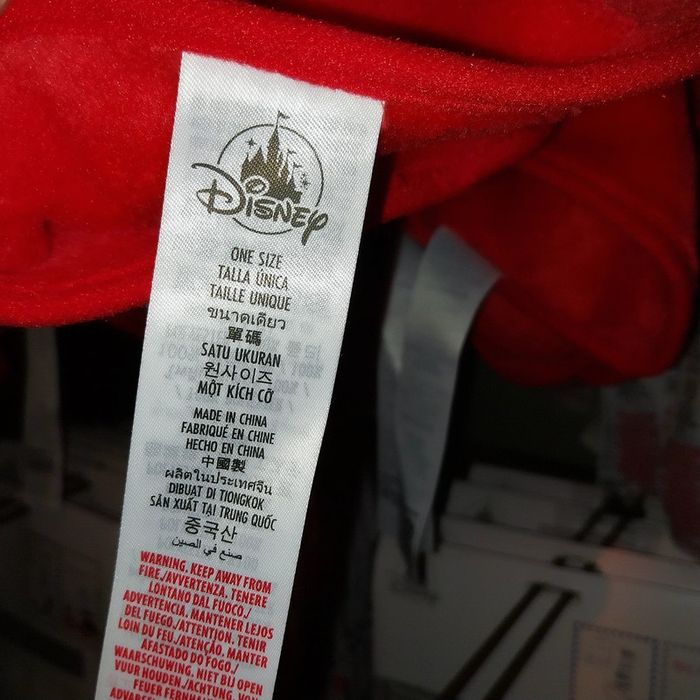 DISNEY
ONE SIZE
TALLA ÚNICA
TAILLE UNIQUE
ขนาดเดียว
單碼
SATU UKURAN
원사이즈
MỘT KÍCH CỠ
MADE IN CHINA
FABRIQUÉ EN CHINE
HECHO EN CHINA
中國製
ผลิตในประเทศจีน
DIBUAT DI TIONGKOK
SẢN XUẤT TẠI TRUNG QUỐC
중국산
صنع في الصين
WARNING. KEEP AWAY FROM
FIRE./AVVERTENZA. TENERE
LONTANO DAL FUOCO./
ADVERTENCIA. MANTENER LEJOS
DEL FUEGO./ATTENTION. TENIR
LOIN DU FEU./ATENÇÃO. MANTER
AFASTADO DO FOGO./
WAARSCHUWING. NIET BIJ OPEN
VUUR HOUDEN./ACHTUNG. VON
FEUER